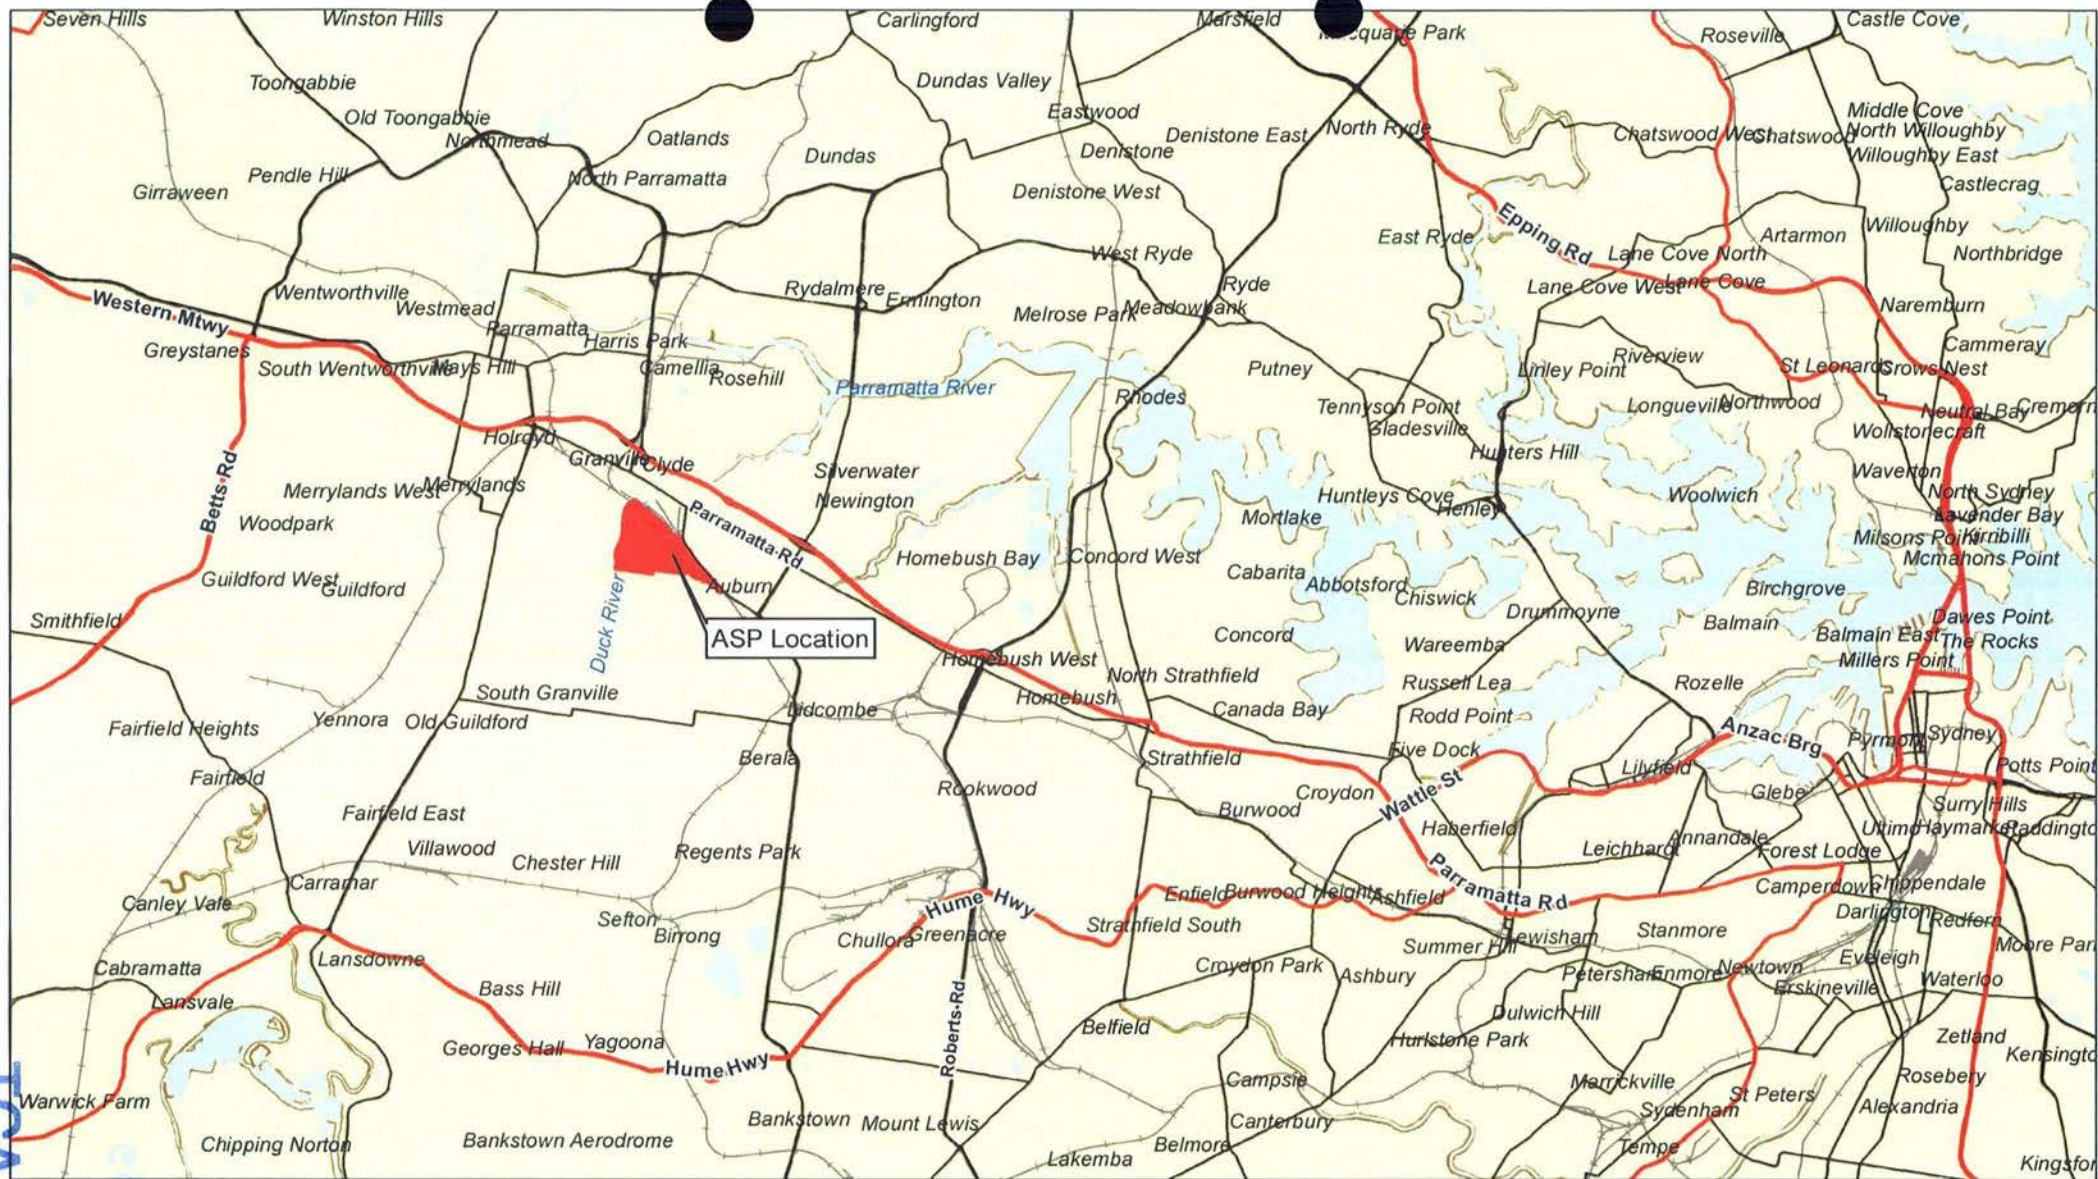 Seven Hills
Winston Hills
Carlingford
Marsfield
Castle Cove
Park
Roseville
Toongabbie
Dundas Valley
Old Toongabbie
Eastwood
Middle Cove
Northmead
Oatlands
Denistone East
North Ryde
Chatswood West
Chatswood
North Willoughby
Dundas
Denistone
Willoughby East
Pendle Hill
North Parramatta
Castlecrag
Girraween
Denistone West
East Ryde
Epping Rd
Artarmon
Willoughby
West Ryde
Lane Cove North
Northbridge
Wentworthville
Rydalmere
Ryde
Lane Cove West
Lane Cove
Western Mtwy
Westmead
Ermington
Meadowbank
Naremburn
Parramatta
Melrose Park
Greystanes
Harris Park
Cammeray
South Wentworthville
Mays Hill
Camellia
Rosehill
Putney
Linley Point
Riverview
St Leonards
Crows Nest
Parramatta River
Rhodes
Tennyson Point
Longueville
Northwood
Neutral Bay
Cremorn
Holroyd
Gladesville
Wollstonecraft
Granville
Clyde
Silverwater
Hunters Hill
Waverton
Betts Rd
Merrylands West
Merrylands
Newington
Huntleys Cove
Henley
Woolwich
North Sydney
Woodpark
Parramatta Rd
Mortlake
Lavender Bay
Milsons Point
Kirribilli
Homebush Bay
Concord West
Mcmahons Point
Guildford West
Guildford
Duck River
Auburn
Cabarita
Abbotsford
Chiswick
Birchgrove
Smithfield
ASP Location
Concord
Drummoyne
Balmain
Dawes Point
Wareemba
Balmain East
The Rocks
Homebush West
Millers Point
South Granville
Homebush
North Strathfield
Russell Lea
Rozelle
Fairfield Heights
Yennora
Old Guildford
Lidcombe
Canada Bay
Rodd Point
Anzac Brg
Pyrmont
Sydney
Berala
Strathfield
Five Dock
Lilyfield
Potts Point
Fairfield
Rookwood
Croydon
Wattle St
Glebe
Fairfield East
Burwood
Haberfield
Surry Hills
Ultimo
Haymarket
Paddingto
Villawood
Chester Hill
Regents Park
Leichhardt
Annandale
Forest Lodge
Carramar
Parramatta Rd
Camperdown
Chippendale
Canley Vale
Hume Hwy
Enfield
Burwood Heights
Ashfield
Darlington
Redfern
Sefton
Birrong
Chullora
Greenacre
Strathfield South
Summer Hill
Lewisham
Stanmore
Moore Par
Cabramatta
Lansdowne
Croydon Park
Ashbury
Petersham
Enmore
Newtown
Eveleigh
Waterloo
Lansvale
Bass Hill
Roberts Rd
Erskineville
Belfield
Dulwich Hill
Georges Hall
Yagoona
Hurlstone Park
Zetland
Kensingto
Hume Hwy
Campsie
Marrickville
St Peters
Rosebery
Warwick Farm
Bankstown
Mount Lewis
Canterbury
Sydenham
Alexandria
Chipping Norton
Bankstown Aerodrome
Belmore
Tempe
Lakemba
Kingsfor